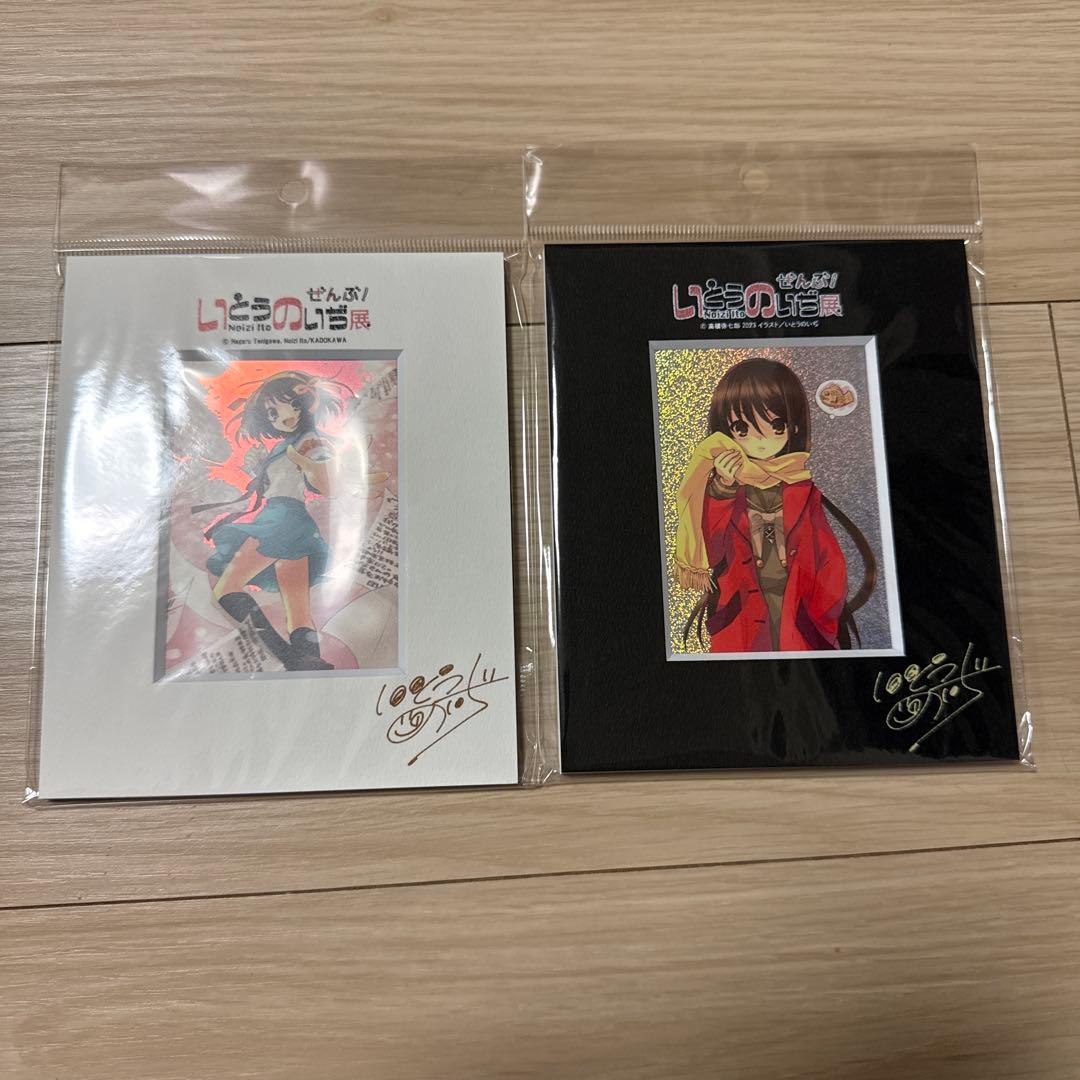 ぜんぶ!
いとうのいぢ展
Noizi Ito
© Nagaru Tanigawa, Noizi Ito/KADOKAWA
ぜんぶ!
いとうのいぢ展
Noizi Ito
© 高橋弥七郎 2023 イラスト/いとうのいぢ